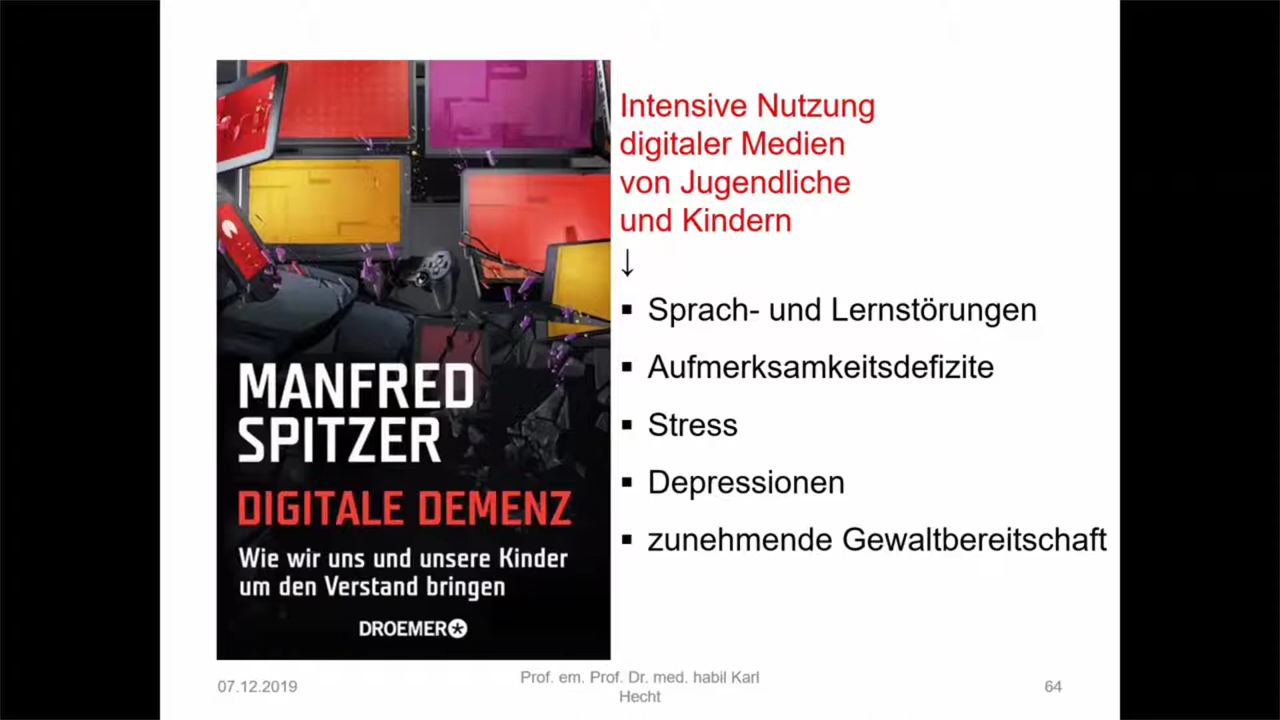 MANFRED
SPITZER
DIGITALE DEMENZ
Wie wir uns und unsere Kinder
um den Verstand bringen
DROEMER
Intensive Nutzung
digitaler Medien
von Jugendliche
und Kindern
↓
▪ Sprach- und Lernstörungen
▪ Aufmerksamkeitsdefizite
▪ Stress
▪ Depressionen
▪ zunehmende Gewaltbereitschaft
07.12.2019
Prof. em. Prof. Dr. med. habil Karl
Hecht
64